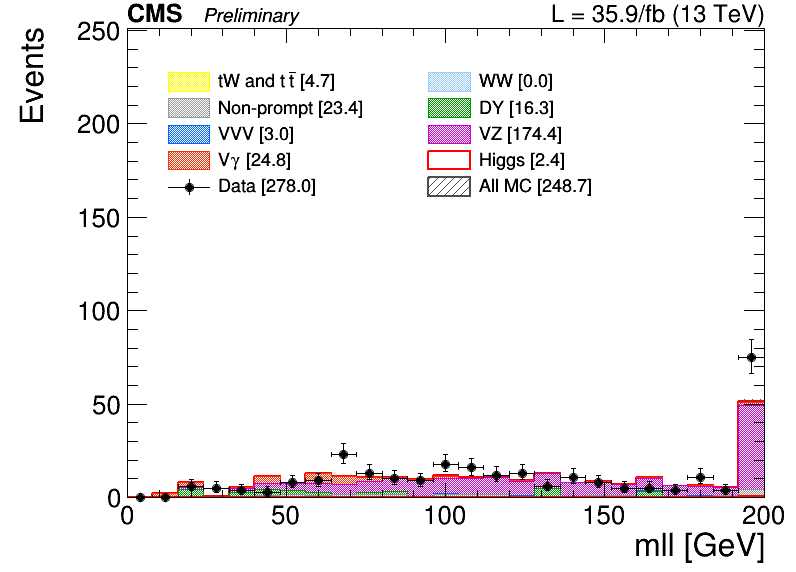 CMS Preliminary L = 35.9/fb (13 TeV)
Events
250
200
150
100
50
0
tW and t t̄ [4.7] WW [0.0]
Non-prompt [23.4] DY [16.3]
VVV [3.0] VZ [174.4]
Vγ [24.8] Higgs [2.4]
Data [278.0] All MC [248.7]
0 50 100 150 200
mll [GeV]